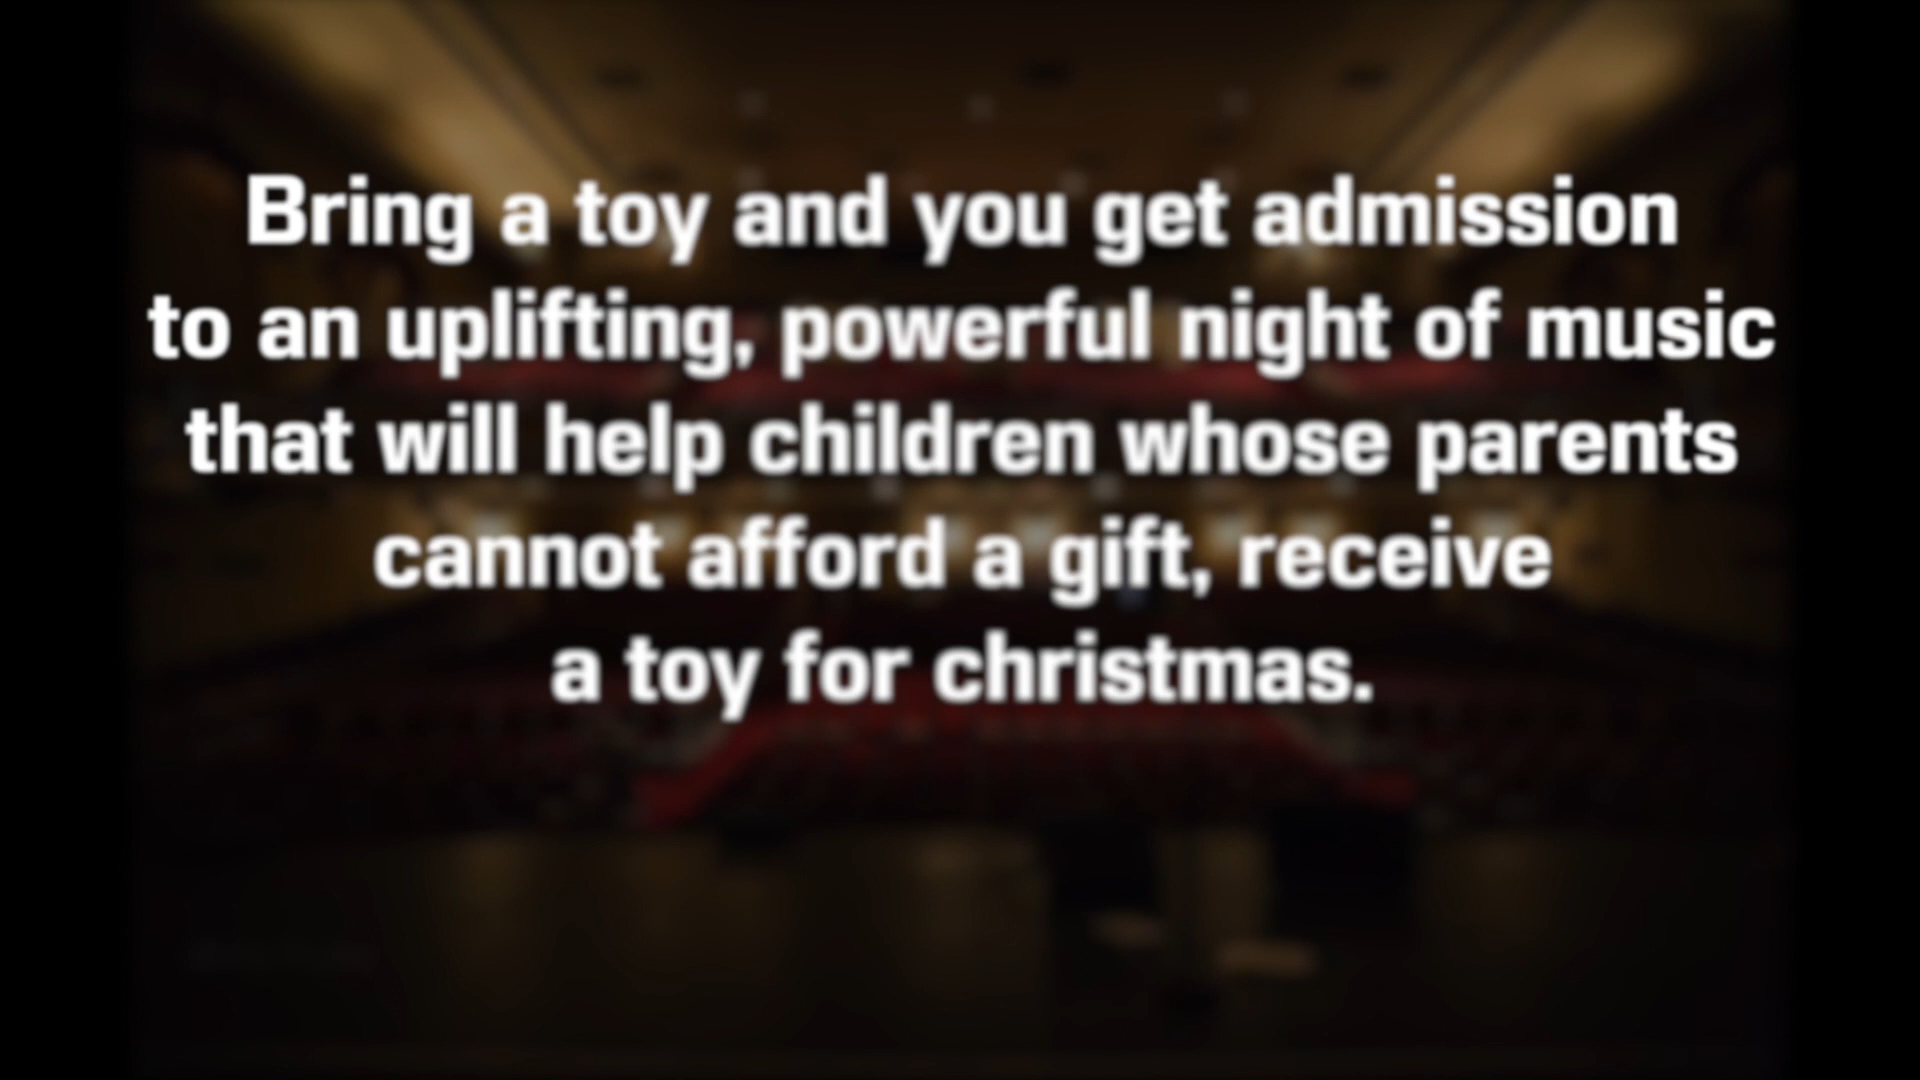 Bring a toy and you get admission
to an uplifting, powerful night of music
that will help children whose parents
cannot afford a gift, receive
a toy for christmas.